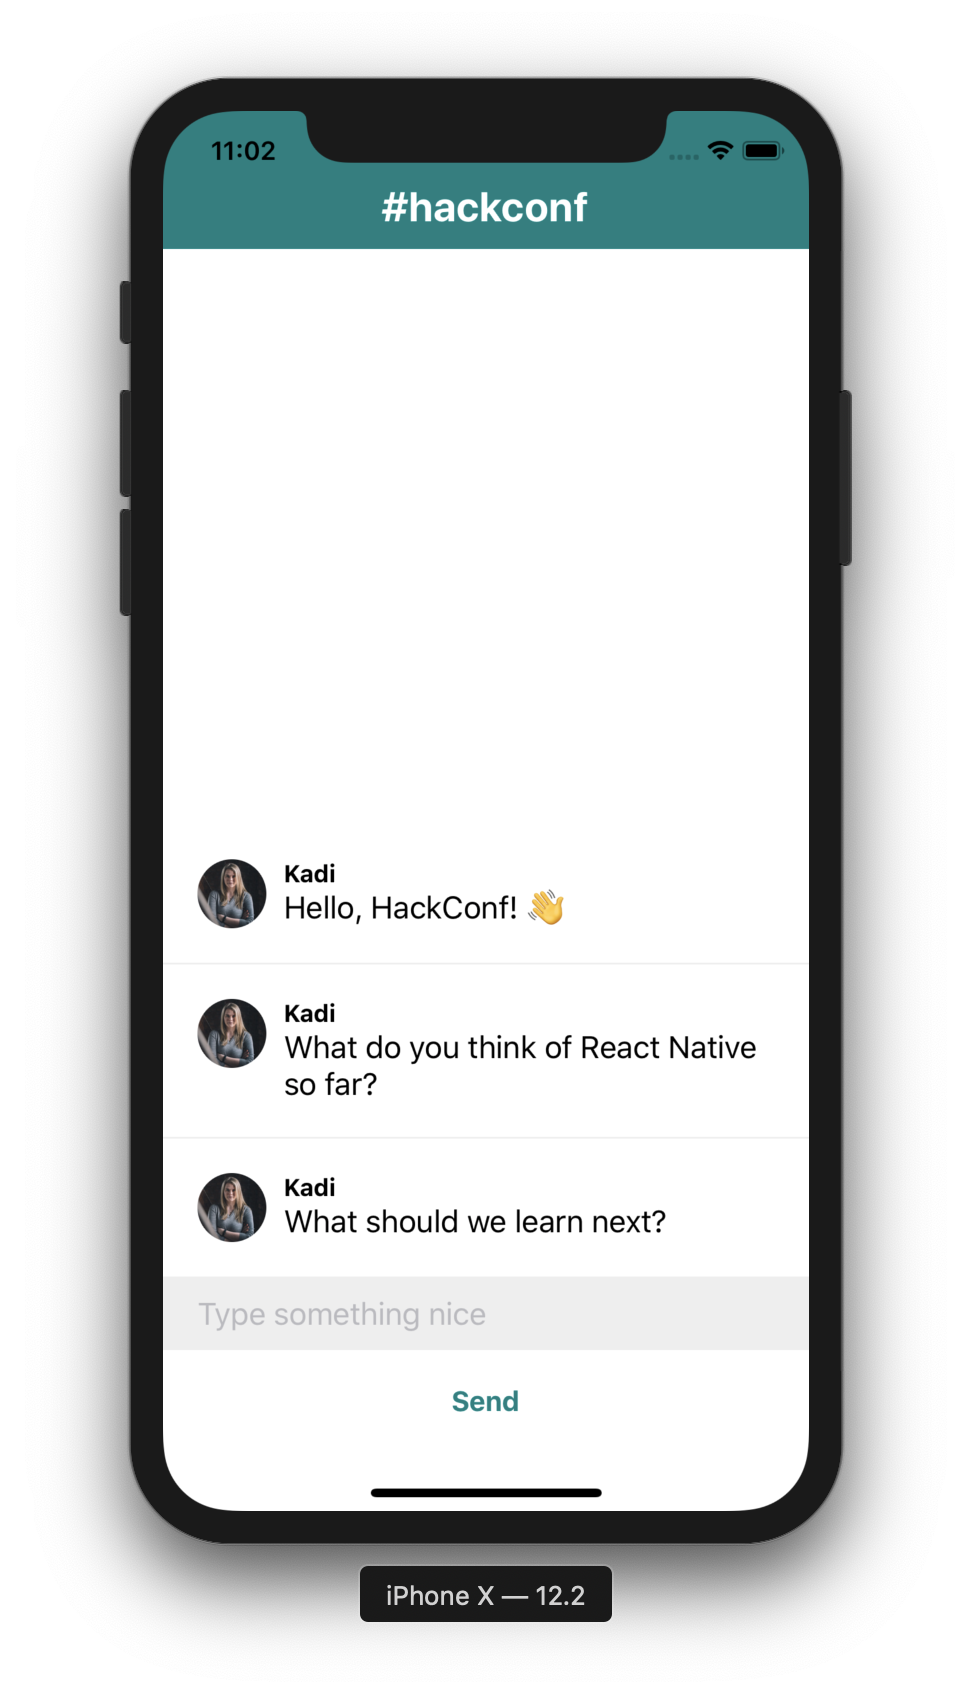 11:02
#hackconf
Kadi
Hello, HackConf! 👋
Kadi
What do you think of React Native
so far?
Kadi
What should we learn next?
Type something nice
Send
iPhone X — 12.2